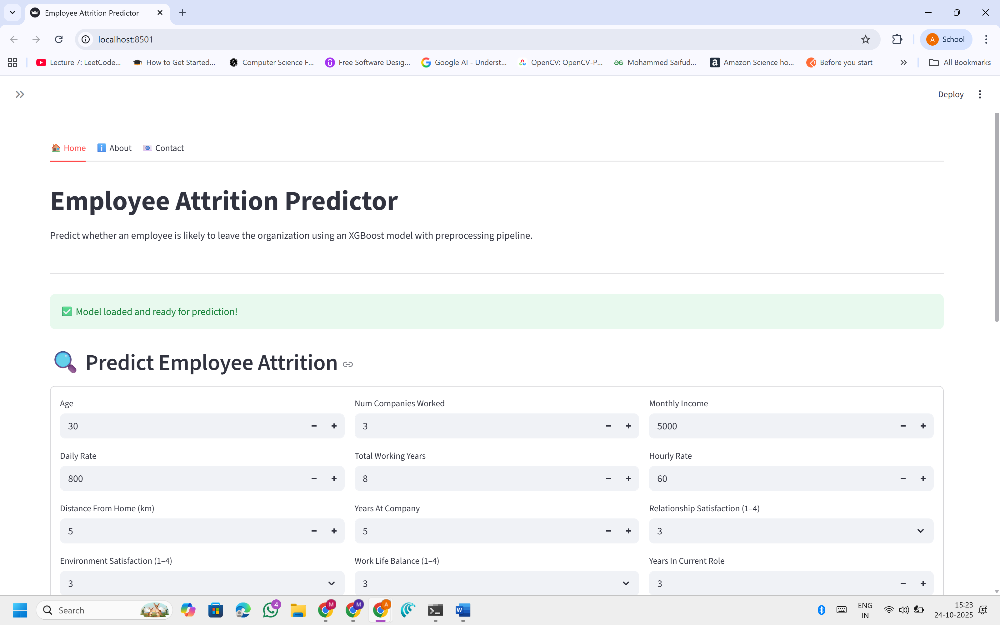 Employee Attrition Predictor
localhost:8501
A School
Lecture 7: LeetCode...
How to Get Started...
Computer Science F...
Free Software Desig...
Google AI - Underst...
OpenCV: OpenCV-P...
Mohammed Saifud...
Amazon Science ho...
Before you start
All Bookmarks
Deploy
Home
About
Contact
Employee Attrition Predictor
Predict whether an employee is likely to leave the organization using an XGBoost model with preprocessing pipeline.
✅ Model loaded and ready for prediction!
Predict Employee Attrition
Age
Num Companies Worked
Monthly Income
30
3
5000
Daily Rate
Total Working Years
Hourly Rate
800
8
60
Distance From Home (km)
Years At Company
Relationship Satisfaction (1–4)
5
5
3
Environment Satisfaction (1–4)
Work Life Balance (1–4)
Years In Current Role
3
3
3
Search
4
M
M
A
W
ENG
IN
15:23
24-10-2025